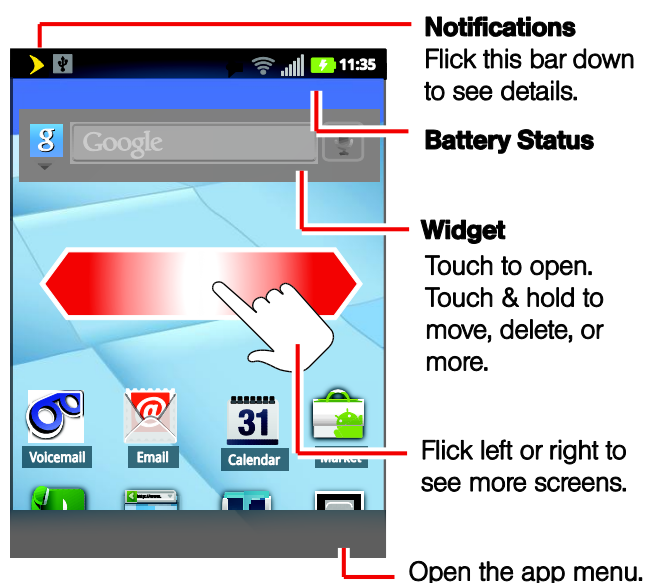 Notifications
Flick this bar down
to see details.
11:35
Battery Status
g
Google
Widget
Touch to open.
Touch & hold to
move, delete, or
more.
@
31
Voicemail
Email
Calendar
Market
Flick left or right to
see more screens.
Open the app menu.